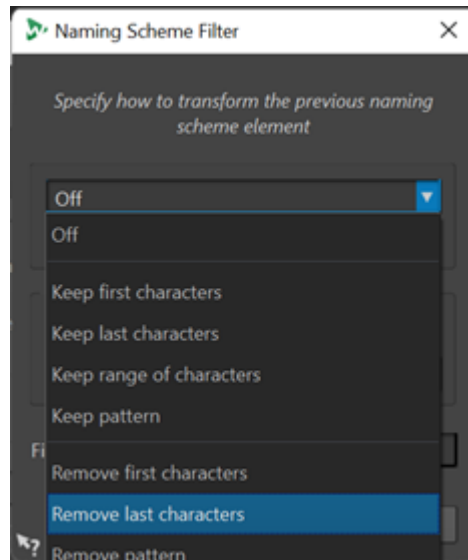 Naming Scheme Filter
Specify how to transform the previous naming
scheme element
Off
Off
Keep first characters
Keep last characters
Keep range of characters
Keep pattern
Fi
Remove first characters
Remove last characters
Remove pattern